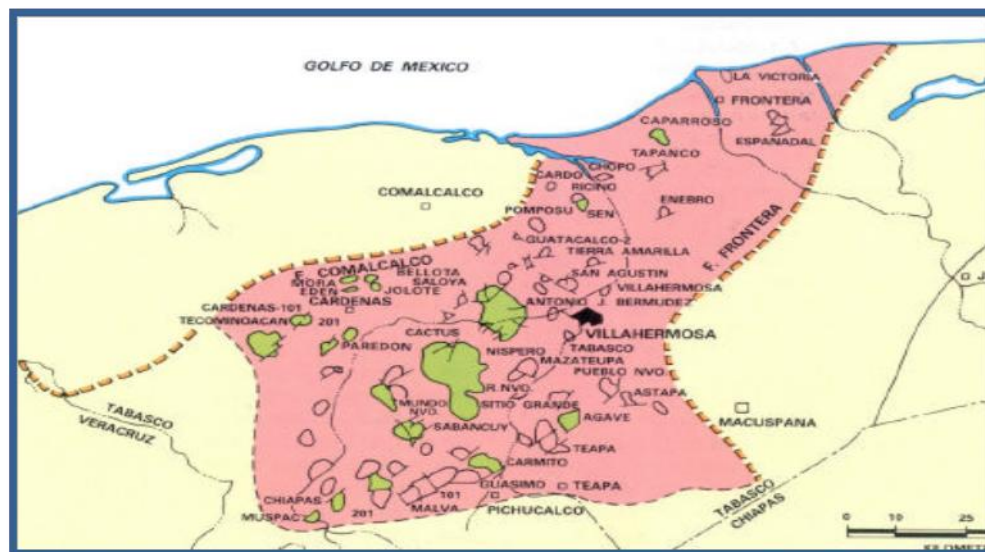 GOLFO DE MEXICO
LA VICTORIA
FRONTERA
CAPARROSO
ESPAÑADAL
TAPANCO
CHOPO
CARDO
RICINO
COMALCALCO
ENEBRO
POMPOSU
SEN
GUATACALCO-2
TIERRA AMARILLA
F. FRONTERA
F. COMALCALCO
BELLOTA
SAN AGUSTIN
MORA
SALOYA
EDEN
JOLOTE
VILLAHERMOSA
CARDENAS-101
CARDENAS
ANTONIO J. BERMUDEZ
TECOMINOACAN
201
VILLAHERMOSA
CACTUS
PAREDON
TABASCO
NISPERO
MAZATEUPA
PUEBLO NVO.
R. NVO.
ASTAPA
MUNDO
NVO.
SITIO GRANDE
TABASCO
VERACRUZ
AGAVE
MACUSPANA
SABANCUY
TEAPA
CARMITO
GUASIMO
TEAPA
CHIAPAS
101
MUSPAC
201
MALVA
PICHUCALCO
TABASCO
CHIAPAS
0 10 25